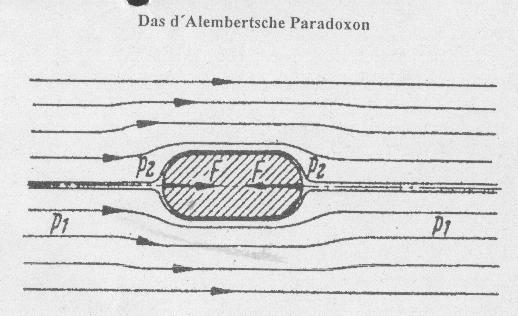 Das d´Alembertsche Paradoxon
p2 F F p2
p1 p1